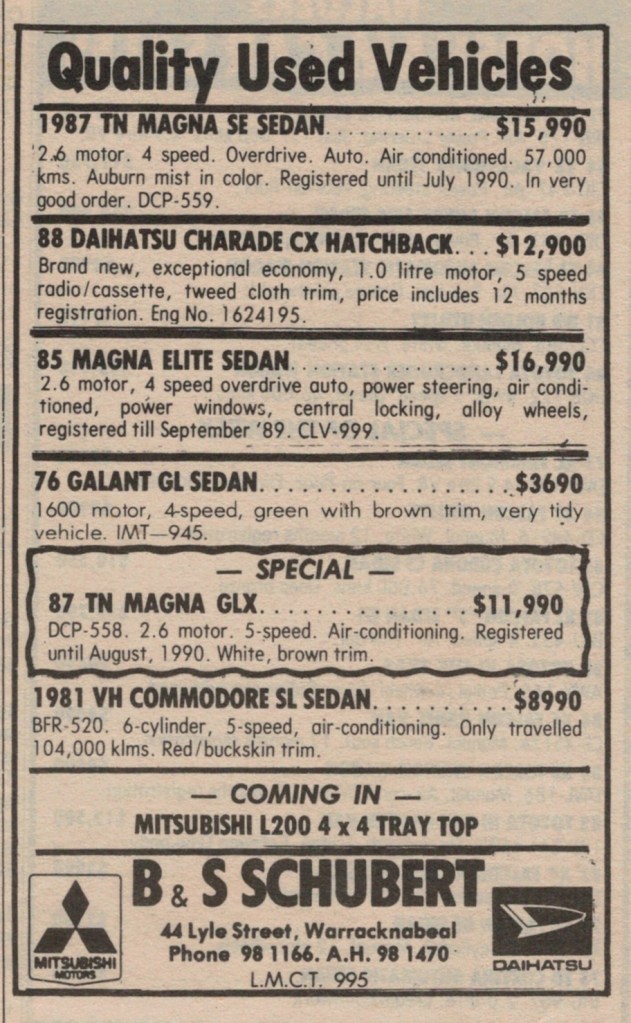 Quality Used Vehicles
1987 TN MAGNA SE SEDAN...............$15,990
2.6 motor. 4 speed. Overdrive. Auto. Air conditioned. 57,000
kms. Auburn mist in color. Registered until July 1990. In very
good order. DCP-559.
88 DAIHATSU CHARADE CX HATCHBACK... $12,900
Brand new, exceptional economy, 1.0 litre motor, 5 speed
radio/cassette, tweed cloth trim, price includes 12 months
registration. Eng No. 1624195.
85 MAGNA ELITE SEDAN..................$16,990
2.6 motor, 4 speed overdrive auto, power steering, air condi-
tioned, power windows, central locking, alloy wheels,
registered till September '89. CLV-999.
76 GALANT GL SEDAN......................$3690
1600 motor, 4-speed, green with brown trim, very tidy
vehicle. IMT—945.
— SPECIAL —
87 TN MAGNA GLX..................$11,990
DCP-558. 2.6 motor. 5-speed. Air-conditioning. Registered
until August, 1990. White, brown trim.
1981 VH COMMODORE SL SEDAN............$8990
BFR-520. 6-cylinder, 5-speed, air-conditioning. Only travelled
104,000 klms. Red/buckskin trim.
— COMING IN —
MITSUBISHI L200 4 x 4 TRAY TOP
B & S SCHUBERT
44 Lyle Street, Warracknabeal
Phone 98 1166. A.H. 98 1470
L.M.C.T. 995
MITSUBISHI
MOTORS
DAIHATSU